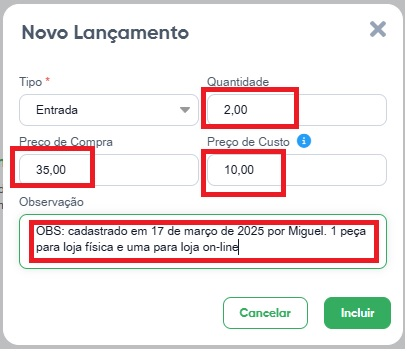 Novo Lançamento
Tipo * Quantidade
Entrada 2,00
Preço de Compra Preço de Custo i
35,00 10,00
Observação
OBS: cadastrado em 17 de março de 2025 por Miguel. 1 peça
para loja física e uma para loja on-line
Cancelar Incluir